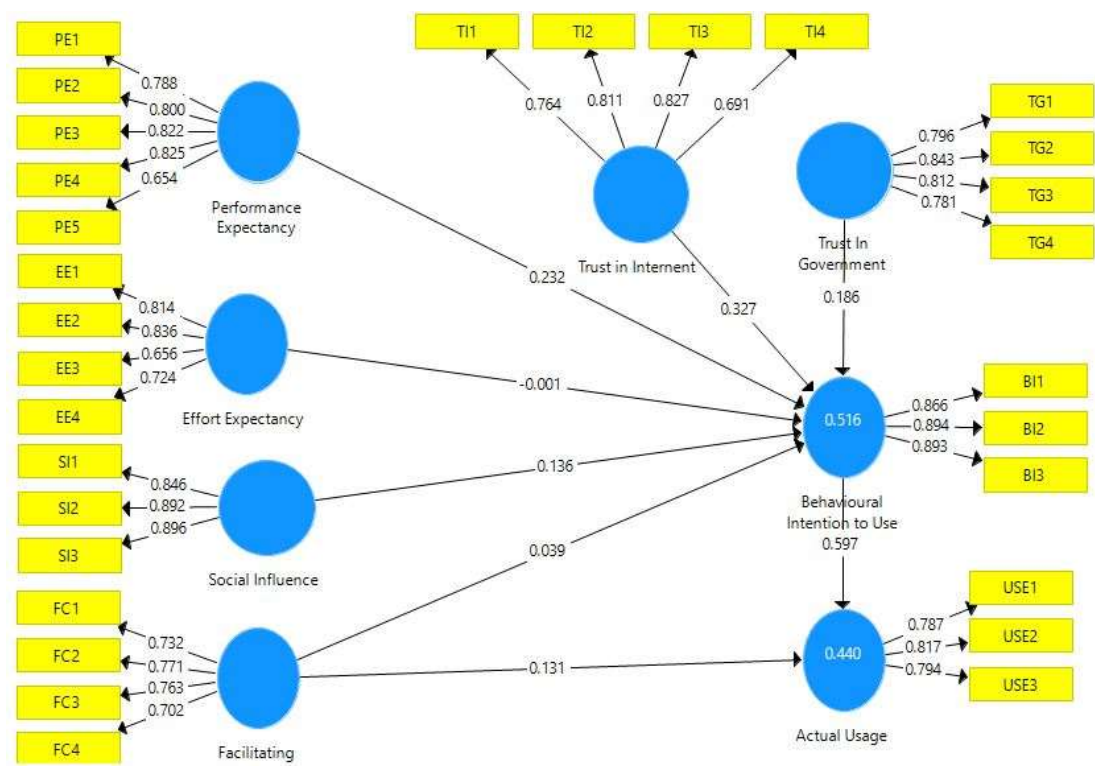 PE1
PE2
PE3
PE4
PE5
0.788
0.800
0.822
0.825
0.654
Performance
Expectancy
EE1
EE2
EE3
EE4
0.814
0.836
0.656
0.724
Effort Expectancy
SI1
SI2
SI3
0.846
0.892
0.896
Social Influence
FC1
FC2
FC3
FC4
0.732
0.771
0.763
0.702
Facilitating
TI1
TI2
TI3
TI4
0.764
0.811
0.827
0.691
Trust in Internent
TG1
TG2
TG3
TG4
0.796
0.843
0.812
0.781
Trust In
Government
0.232
0.327
0.186
-0.001
0.136
0.039
0.131
0.516
Behavioural
Intention to Use
0.597
BI1
BI2
BI3
0.866
0.894
0.893
0.440
Actual Usage
USE1
USE2
USE3
0.787
0.817
0.794